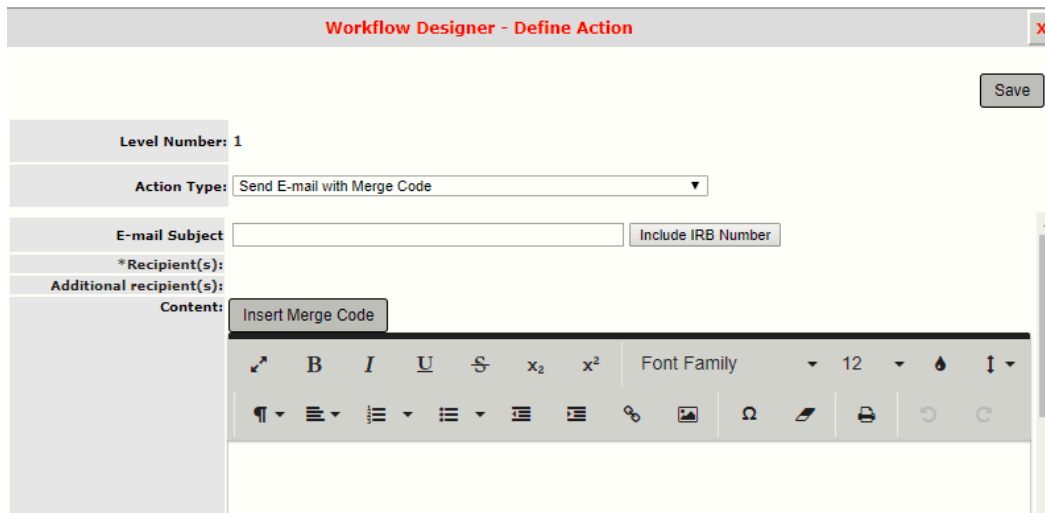 Workflow Designer - Define Action
X
Save
Level Number: 1
Action Type: Send E-mail with Merge Code
E-mail Subject Include IRB Number
*Recipient(s):
Additional recipient(s):
Content: Insert Merge Code
B I U S x₂ x² Font Family 12
¶ Ω